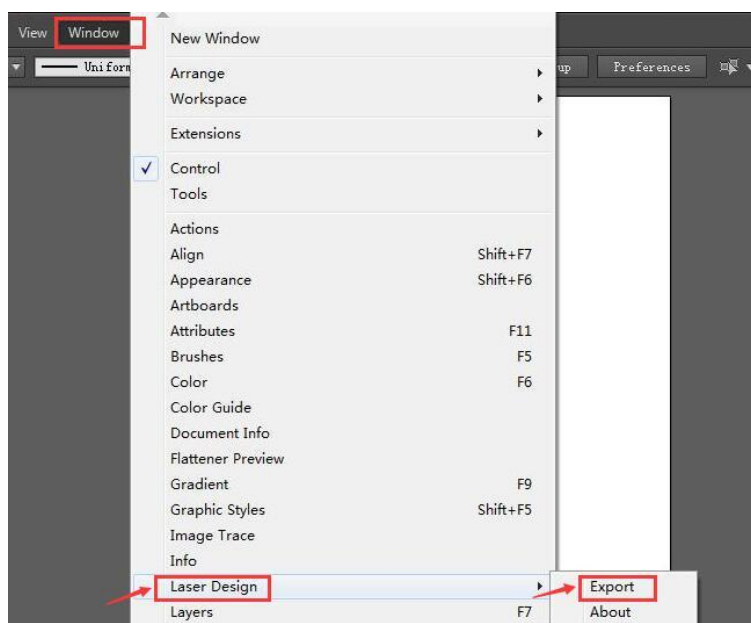 View Window
Uniform
up Preferences
New Window
Arrange
Workspace
Extensions
Control
Tools
Actions
Align Shift+F7
Appearance Shift+F6
Artboards
Attributes F11
Brushes F5
Color F6
Color Guide
Document Info
Flattener Preview
Gradient F9
Graphic Styles Shift+F5
Image Trace
Info
Laser Design Export
Layers F7 About